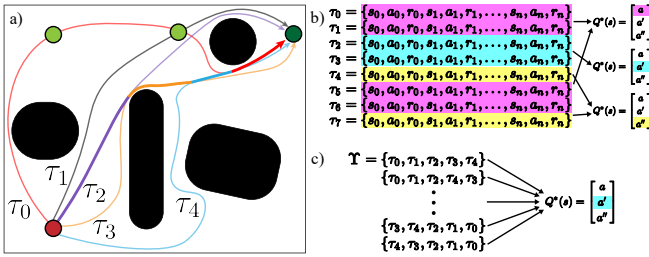 a)
τ₀
τ₁
τ₂
τ₃
τ₄
b)
τ₀ = {s₀, a₀, r₀, s₁, a₁, r₁, . . . , sₙ, aₙ, rₙ}
τ₁ = {s₀, a₀, r₀, s₁, a₁, r₁, . . . , sₙ, aₙ, rₙ}
τ₂ = {s₀, a₀, r₀, s₁, a₁, r₁, . . . , sₙ, aₙ, rₙ}
τ₃ = {s₀, a₀, r₀, s₁, a₁, r₁, . . . , sₙ, aₙ, rₙ}
τ₄ = {s₀, a₀, r₀, s₁, a₁, r₁, . . . , sₙ, aₙ, rₙ}
τ₅ = {s₀, a₀, r₀, s₁, a₁, r₁, . . . , sₙ, aₙ, rₙ}
τ₆ = {s₀, a₀, r₀, s₁, a₁, r₁, . . . , sₙ, aₙ, rₙ}
τ₇ = {s₀, a₀, r₀, s₁, a₁, r₁, . . . , sₙ, aₙ, rₙ}
Q*(s) = [a a′ a″]
Q*(s) = [a a′ a″]
Q*(s) = [a a′ a″]
c)
Υ = {τ₀, τ₁, τ₂, τ₃, τ₄}
{τ₀, τ₁, τ₂, τ₄, τ₃}
{τ₃, τ₄, τ₂, τ₁, τ₀}
{τ₄, τ₃, τ₂, τ₁, τ₀}
Q*(s) = [a a′ a″]